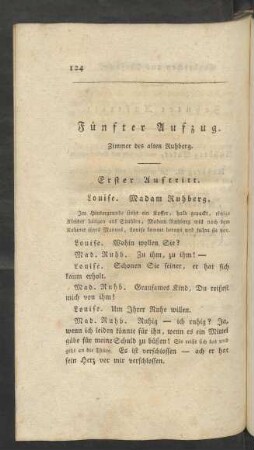 124
Fünfter Aufzug.
Zimmer des alten Ruhberg.
Erster Auftritt.
Louise. Madam Ruhberg.
Im Hintergrunde steht ein Koffer, halb gepackt, einige
Kleider hängen auf Stühlen, Madam Ruhberg will nach dem
Kabinet ihres Mannes, Louise kommt heraus und hält sie zurück.
Louise. Wohin wollen Sie?
Mad. Ruhb. Zu ihm, zu ihm! —
Louise. Schonen Sie seiner, er hat sich
kaum erholt.
Mad. Ruhb. Grausames Kind, Du reissest
mich von ihm!
Louise. Um Ihrer Ruhe willen.
Mad. Ruhb. Ruhig — ich ruhig? Ja,
wenn ich leiden könnte für ihn, wenn es ein Mittel
gäbe für meine Schuld zu büßen! Sie reißt sich los und
geht an die Thüre. Es ist verschlossen — ach er hat
sein Herz vor mir verschlossen.